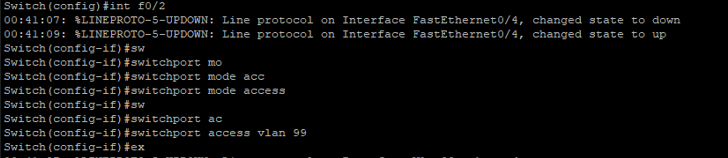 Switch(config)#int f0/2
00:41:07: %LINEPROTO-5-UPDOWN: Line protocol on Interface FastEthernet0/4, changed state to down
00:41:09: %LINEPROTO-5-UPDOWN: Line protocol on Interface FastEthernet0/4, changed state to up
Switch(config-if)#sw
Switch(config-if)#switchport mo
Switch(config-if)#switchport mode acc
Switch(config-if)#switchport mode access
Switch(config-if)#sw
Switch(config-if)#switchport ac
Switch(config-if)#switchport access vlan 99
Switch(config-if)#ex